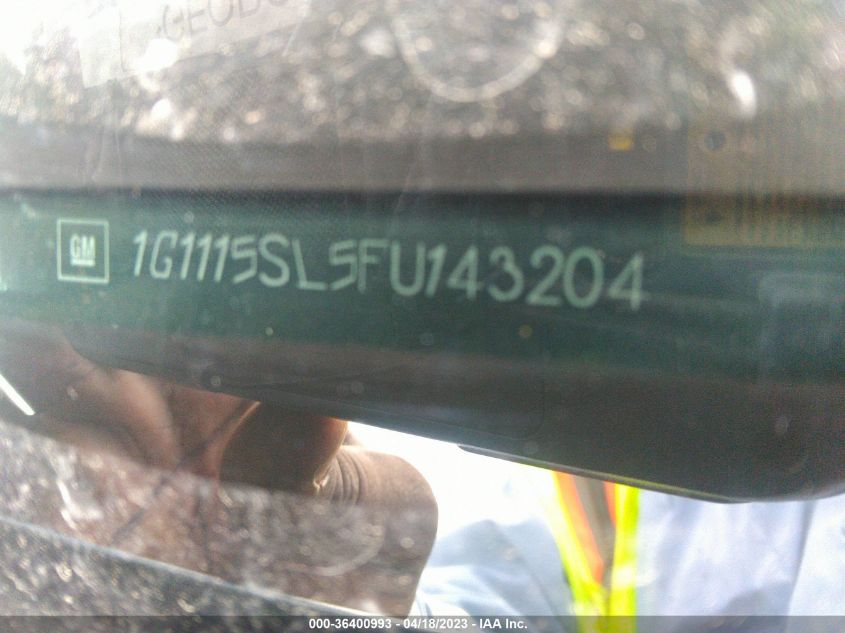 GM 1G1115SL5FU143204
000-36400993 - 04/18/2023 - IAA Inc.